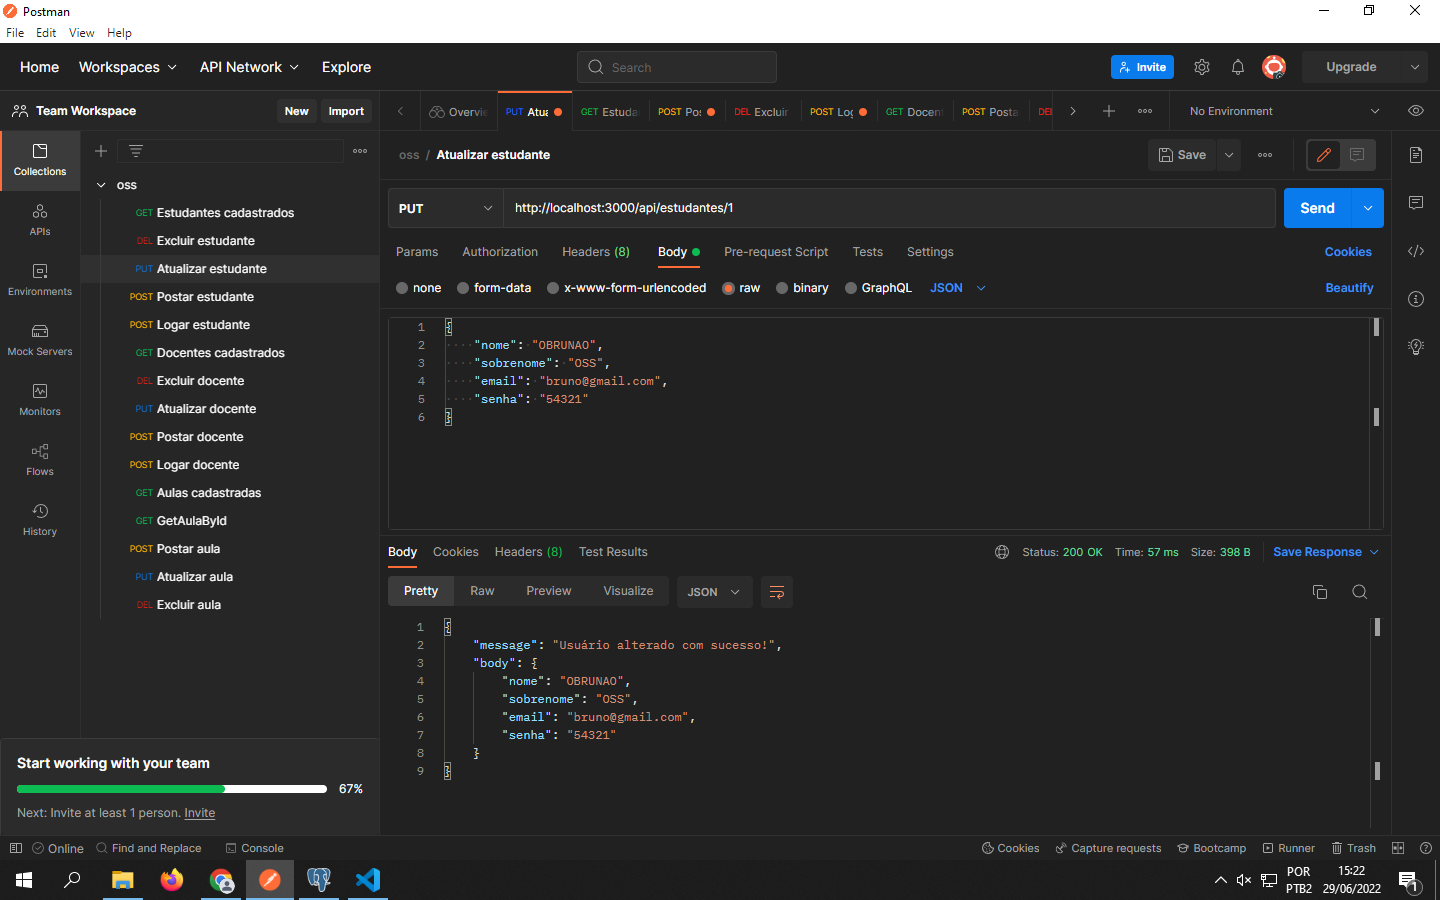 Postman
File Edit View Help
Home Workspaces API Network Explore Search Invite Upgrade
Team Workspace New Import
Overvie PUT Atua GET Estuda POST Po DEL Excluir POST Log GET Docent POST Posta DEL No Environment
Collections
APIs
Environments
Mock Servers
Monitors
Flows
History
oss
GET Estudantes cadastrados
DEL Excluir estudante
PUT Atualizar estudante
POST Postar estudante
POST Logar estudante
GET Docentes cadastrados
DEL Excluir docente
PUT Atualizar docente
POST Postar docente
POST Logar docente
GET Aulas cadastradas
GET GetAulaById
POST Postar aula
PUT Atualizar aula
DEL Excluir aula
Start working with your team
67%
Next: Invite at least 1 person. Invite
oss / Atualizar estudante Save
PUT http://localhost:3000/api/estudantes/1 Send
Params Authorization Headers (8) Body Pre-request Script Tests Settings Cookies
none form-data x-www-form-urlencoded raw binary GraphQL JSON Beautify
1 {
2 "nome": "OBRUNAO",
3 "sobrenome": "OSS",
4 "email": "bruno@gmail.com",
5 "senha": "54321"
6 }
Body Cookies Headers (8) Test Results Status: 200 OK Time: 57 ms Size: 398 B Save Response
Pretty Raw Preview Visualize JSON
1 {
2 "message": "Usuário alterado com sucesso!",
3 "body": {
4 "nome": "OBRUNAO",
5 "sobrenome": "OSS",
6 "email": "bruno@gmail.com",
7 "senha": "54321"
8 }
9 }
Online Find and Replace Console Cookies Capture requests Bootcamp Runner Trash
POR 15:22
PTB2 29/06/2022 1